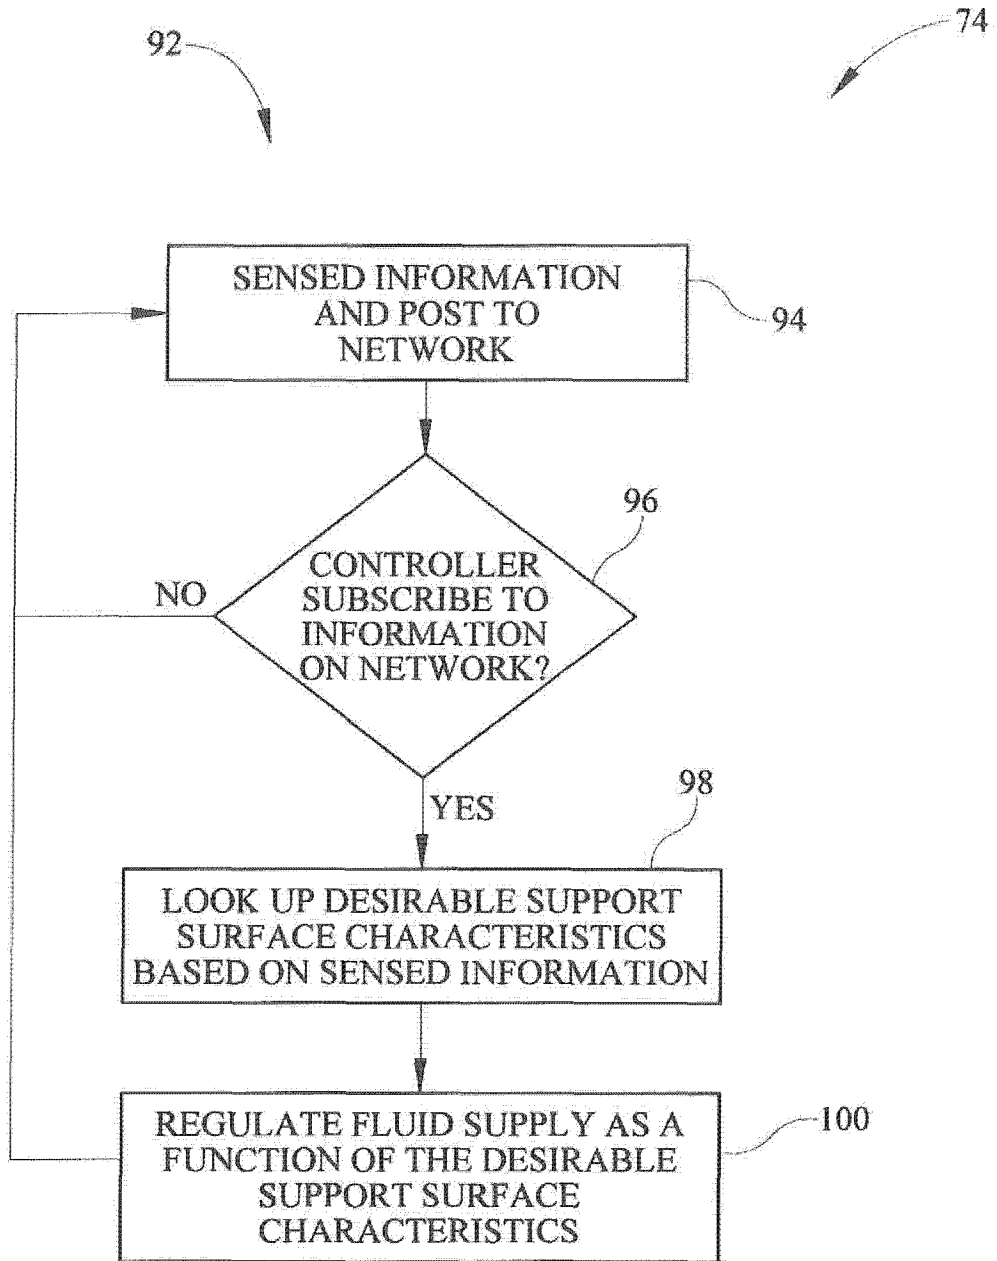 92
74
SENSED INFORMATION
AND POST TO
NETWORK
94
96
CONTROLLER
SUBSCRIBE TO
INFORMATION
ON NETWORK?
NO
YES
98
LOOK UP DESIRABLE SUPPORT
SURFACE CHARACTERISTICS
BASED ON SENSED INFORMATION
REGULATE FLUID SUPPLY AS A
FUNCTION OF THE DESIRABLE
SUPPORT SURFACE
CHARACTERISTICS
100